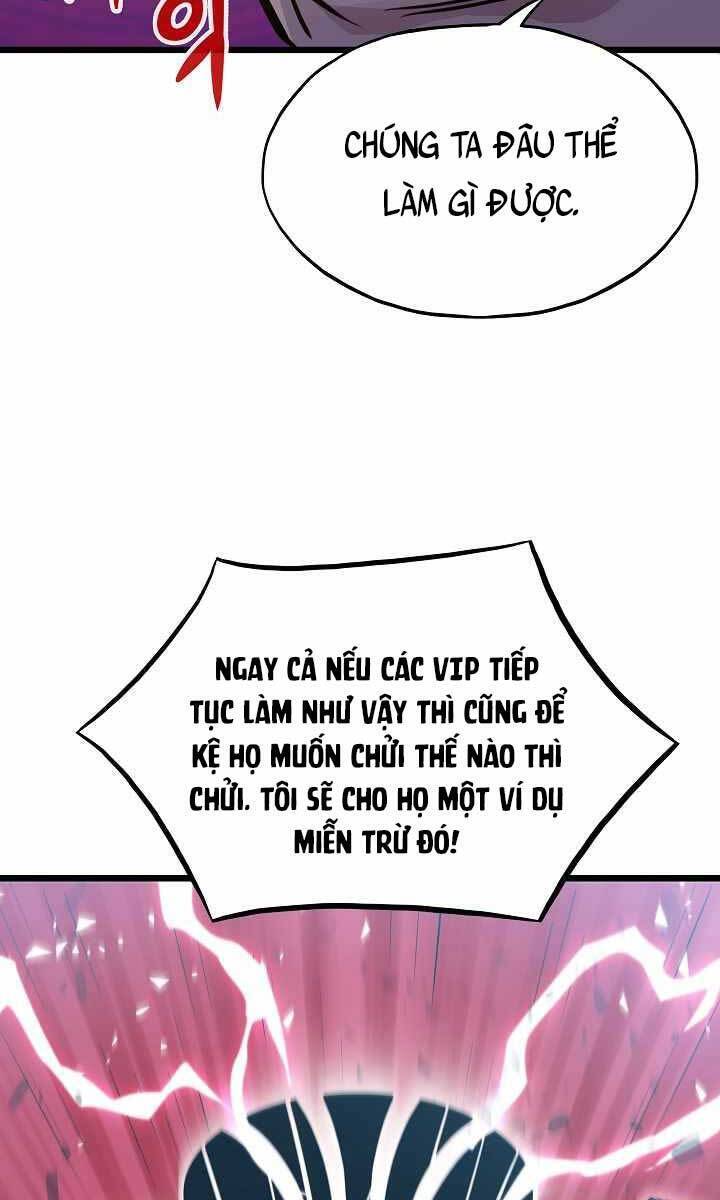 CHÚNG TA ĐÂU THỂ
LÀM GÌ ĐƯỢC.
NGAY CẢ NẾU CÁC VIP TIẾP
TỤC LÀM NHƯ VẬY THÌ CŨNG ĐỂ
KỆ HỌ MUỐN CHỬI THẾ NÀO THÌ
CHỬI. TÔI SẼ CHO HỌ MỘT VÍ DỤ
MIỄN TRỪ ĐÓ!